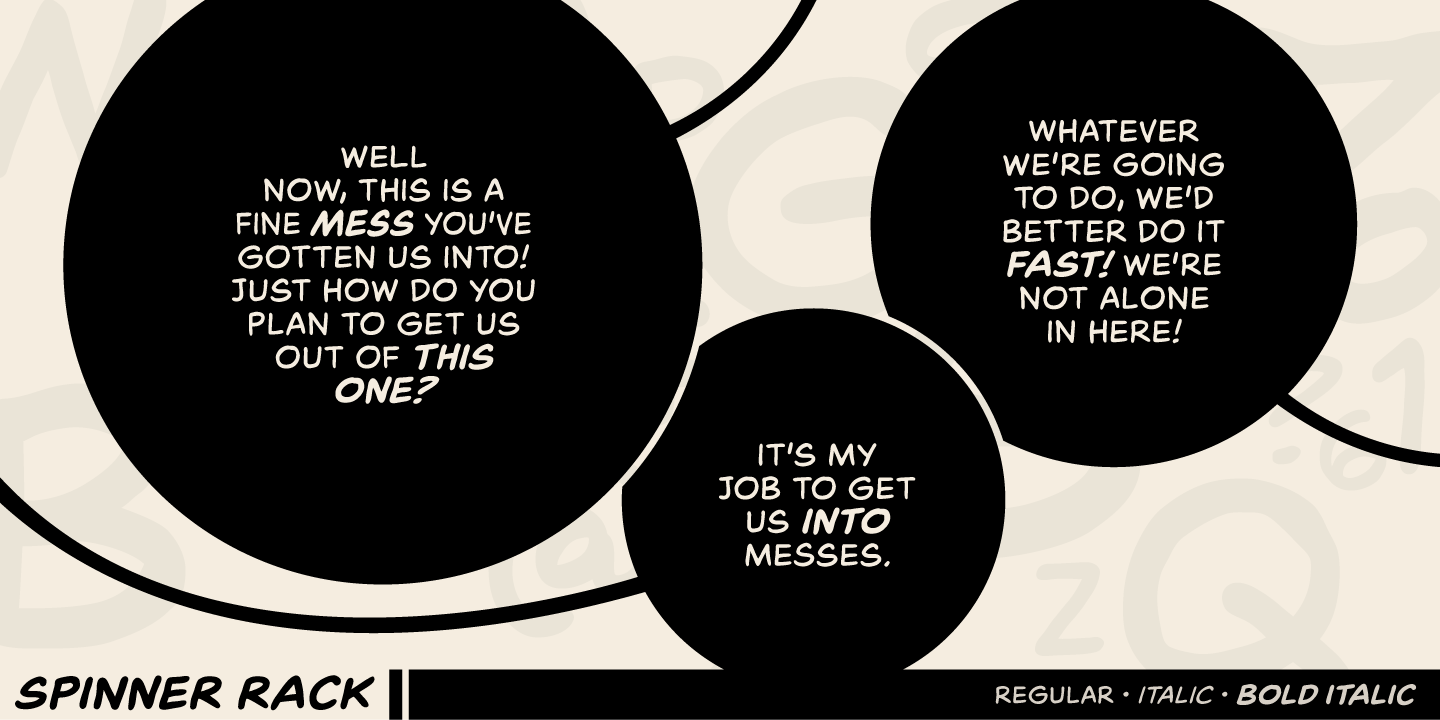 WELL
NOW, THIS IS A
FINE MESS YOU'VE
GOTTEN US INTO!
JUST HOW DO YOU
PLAN TO GET US
OUT OF THIS
ONE?
IT'S MY
JOB TO GET
US INTO
MESSES.
WHATEVER
WE'RE GOING
TO DO, WE'D
BETTER DO IT
FAST! WE'RE
NOT ALONE
IN HERE!
SPINNER RACK
REGULAR • ITALIC • BOLD ITALIC